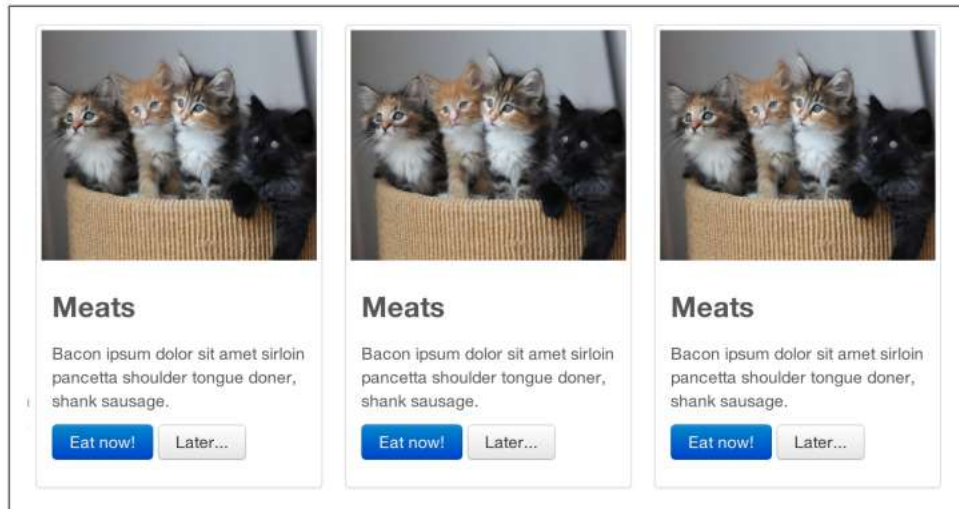 Meats
Bacon ipsum dolor sit amet sirloin
pancetta shoulder tongue doner,
shank sausage.
Eat now! Later...
Meats
Bacon ipsum dolor sit amet sirloin
pancetta shoulder tongue doner,
shank sausage.
Eat now! Later...
Meats
Bacon ipsum dolor sit amet sirloin
pancetta shoulder tongue doner,
shank sausage.
Eat now! Later...